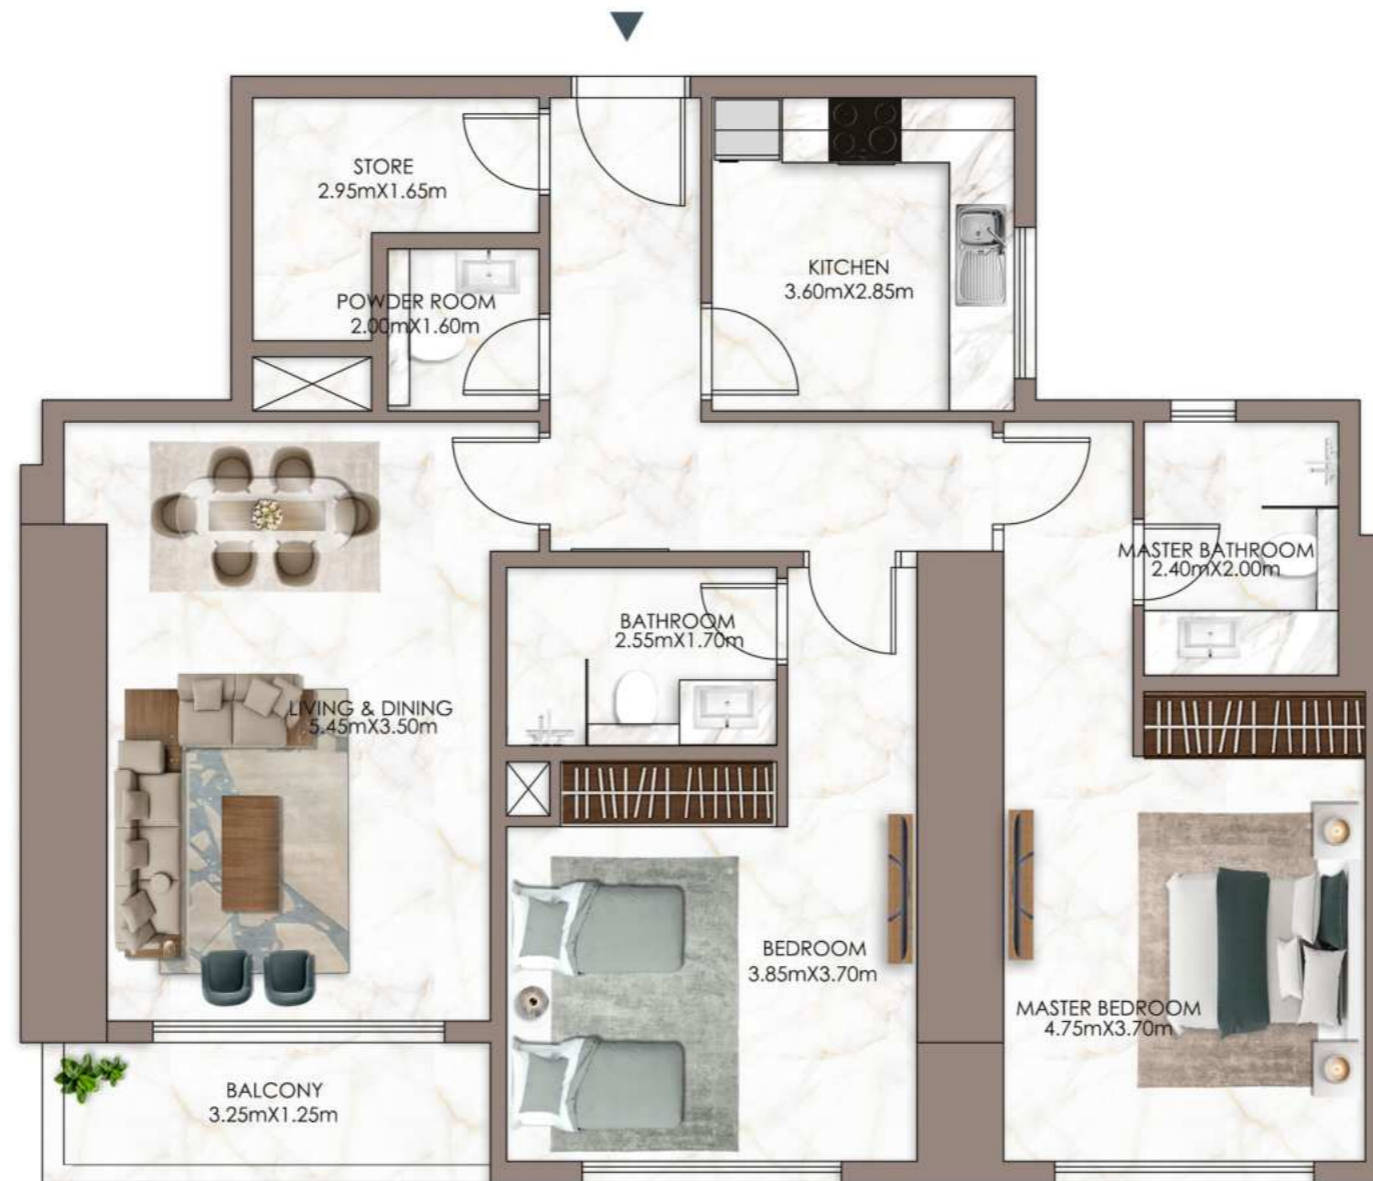 STORE
2.95mX1.65m
KITCHEN
3.60mX2.85m
POWDER ROOM
2.00mX1.60m
MASTER BATHROOM
2.40mX2.00m
BATHROOM
2.55mX1.70m
LIVING & DINING
5.45mX3.50m
BEDROOM
3.85mX3.70m
MASTER BEDROOM
4.75mX3.70m
BALCONY
3.25mX1.25m